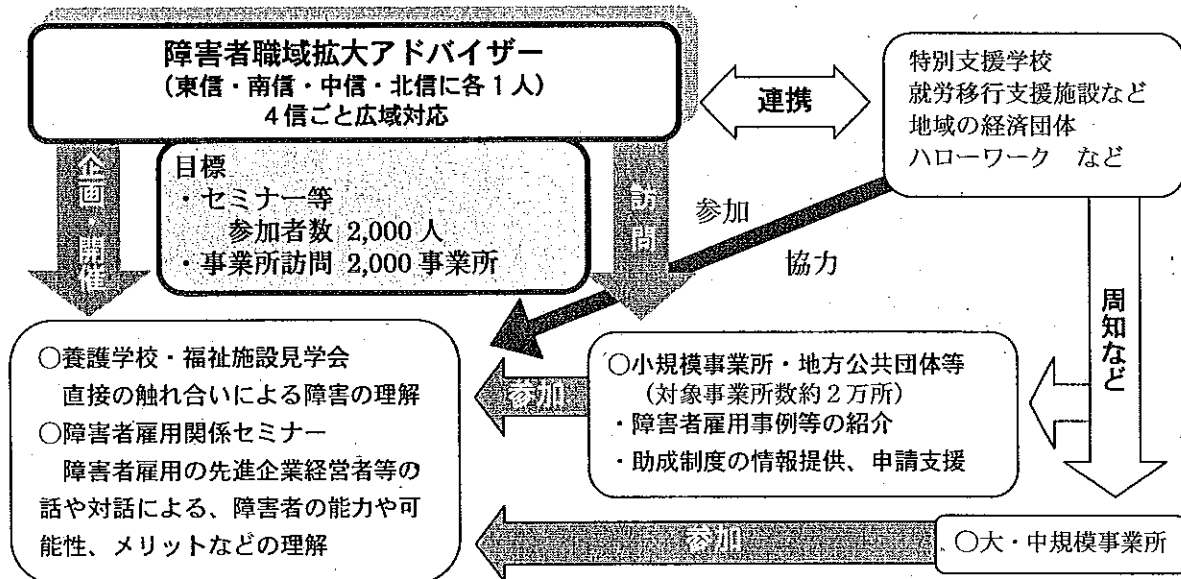 障害者職域拡大アドバイザー
（東信・南信・中信・北信に各１人）
４信ごと広域対応
連携
特別支援学校
就労移行支援施設など
地域の経済団体
ハローワーク　など
企画・開催
目標
・セミナー等
参加者数 2,000 人
・事業所訪問 2,000 事業所
訪問
参加
協力
周知など
○養護学校・福祉施設見学会
直接の触れ合いによる障害の理解
○障害者雇用関係セミナー
障害者雇用の先進企業経営者等の
話や対話による、障害者の能力や可
能性、メリットなどの理解
参加
○小規模事業所・地方公共団体等
（対象事業所数約２万所）
・障害者雇用事例等の紹介
・助成制度の情報提供、申請支援
参加
○大・中規模事業所